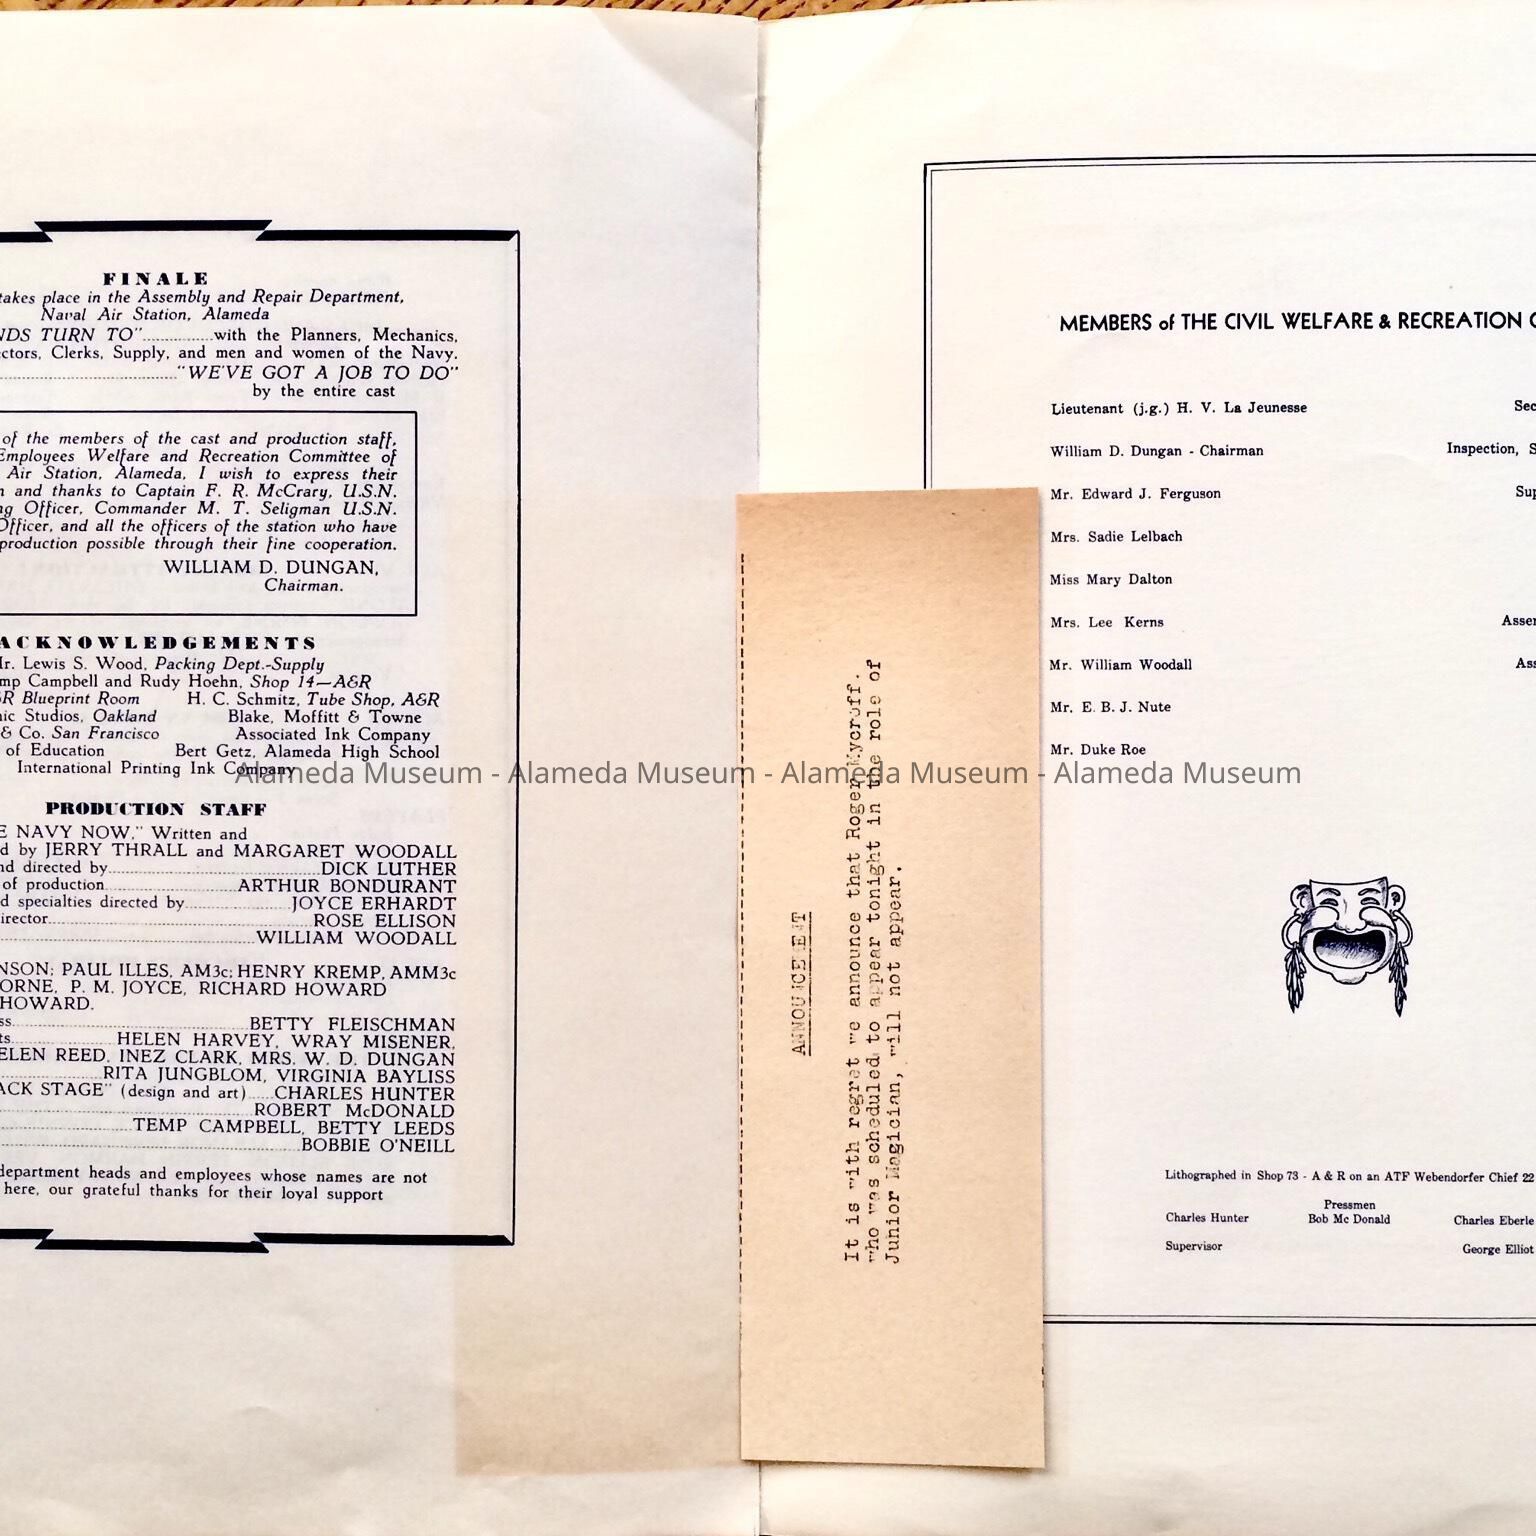 FINALE
takes place in the Assembly and Repair Department,
Naval Air Station, Alameda
NDS TURN TO" with the Planners, Mechanics,
ctors, Clerks, Supply, and men and women of the Navy.
"WE'VE GOT A JOB TO DO"
by the entire cast
of the members of the cast and production staff,
Employees Welfare and Recreation Committee of
Air Station, Alameda, I wish to express their
n and thanks to Captain F. R. McCrary, U.S.N.
ng Officer, Commander M. T. Seligman U.S.N.
Officer, and all the officers of the station who have
production possible through their fine cooperation.
WILLIAM D. DUNGAN,
Chairman.
ACKNOWLEDGEMENTS
Mr. Lewis S. Wood, Packing Dept.-Supply
mp Campbell and Rudy Hoehn, Shop 14—A&R
&R Blueprint Room H. C. Schmitz, Tube Shop, A&R
ic Studios, Oakland Blake, Moffitt & Towne
& Co. San Francisco Associated Ink Company
of Education Bert Getz, Alameda High School
International Printing Ink Company
PRODUCTION STAFF
E NAVY NOW," Written and
d by JERRY THRALL and MARGARET WOODALL
nd directed by DICK LUTHER
of production ARTHUR BONDURANT
d specialties directed by JOYCE ERHARDT
irector ROSE ELLISON
WILLIAM WOODALL
NSON; PAUL ILLES, AM3c; HENRY KREMP, AMM3c
ORNE, P. M. JOYCE, RICHARD HOWARD
HOWARD.
ss BETTY FLEISCHMAN
ts HELEN HARVEY, WRAY MISENER,
ELEN REED, INEZ CLARK, MRS. W. D. DUNGAN
RITA JUNGBLOM, VIRGINIA BAYLISS
ACK STAGE" (design and art) CHARLES HUNTER
ROBERT McDONALD
TEMP CAMPBELL, BETTY LEEDS
BOBBIE O'NEILL
department heads and employees whose names are not
here, our grateful thanks for their loyal support
ANNOUNCEMENT
It is with regret we announce that Roger Mycroff.
who was scheduled to appear tonight in the role of
Junior Magician, will not appear.
MEMBERS of THE CIVIL WELFARE & RECREATION C
Lieutenant (j.g.) H. V. La Jeunesse Sec
William D. Dungan - Chairman Inspection, S
Mr. Edward J. Ferguson Sup
Mrs. Sadie Lelbach
Miss Mary Dalton
Mrs. Lee Kerns Assem
Mr. William Woodall Ass
Mr. E. B. J. Nute
Mr. Duke Roe
Lithographed in Shop 73 - A & R on an ATF Webendorfer Chief 22
Pressmen
Charles Hunter Bob Mc Donald Charles Eberle
Supervisor George Elliot
Alameda Museum - Alameda Museum - Alameda Museum - Alameda Museum